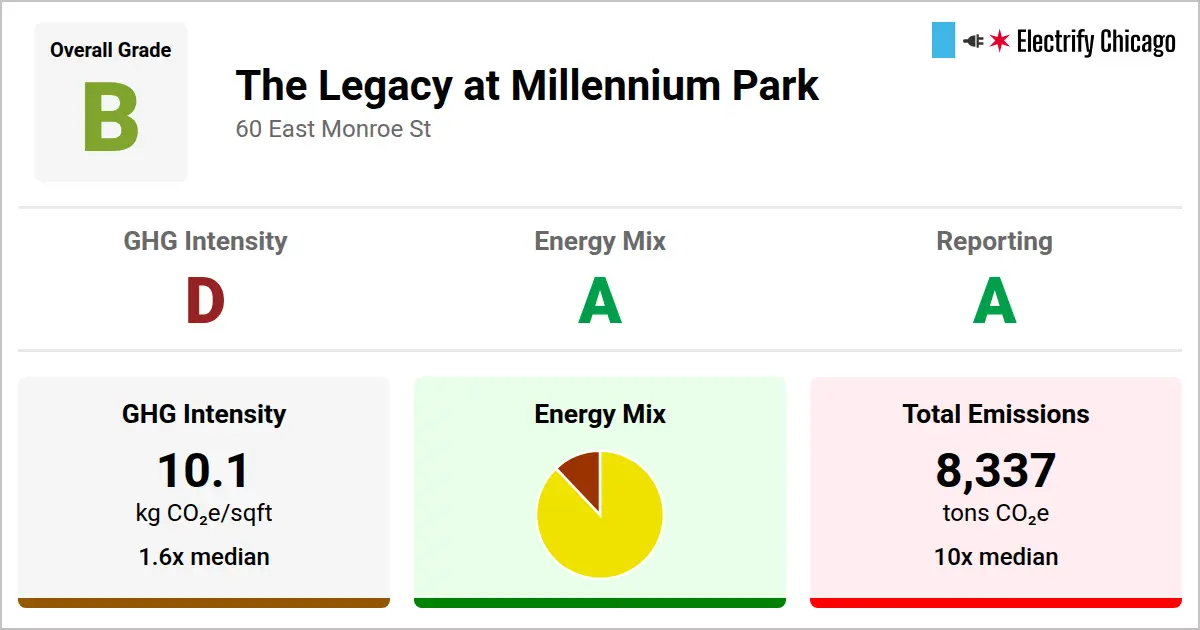 Overall Grade
B
The Legacy at Millennium Park
60 East Monroe St
Electrify Chicago
GHG Intensity
D
Energy Mix
A
Reporting
A
GHG Intensity
10.1
kg CO₂e/sqft
1.6x median
Energy Mix
Total Emissions
8,337
tons CO₂e
10x median